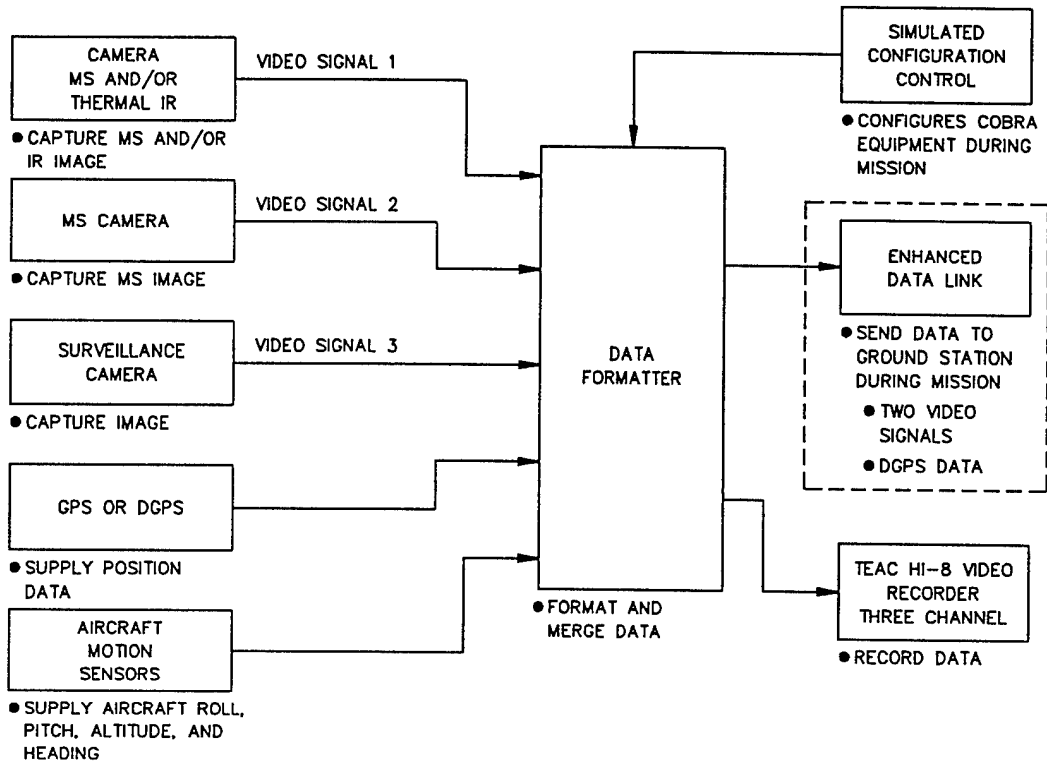 CAMERA
MS AND/OR
THERMAL IR
VIDEO SIGNAL 1
● CAPTURE MS AND/OR
IR IMAGE
MS CAMERA
VIDEO SIGNAL 2
● CAPTURE MS IMAGE
SURVEILLANCE
CAMERA
VIDEO SIGNAL 3
● CAPTURE IMAGE
GPS OR DGPS
● SUPPLY POSITION
DATA
AIRCRAFT
MOTION
SENSORS
● SUPPLY AIRCRAFT ROLL,
PITCH, ALTITUDE, AND
HEADING
DATA
FORMATTER
● FORMAT AND
MERGE DATA
SIMULATED
CONFIGURATION
CONTROL
● CONFIGURES COBRA
EQUIPMENT DURING
MISSION
ENHANCED
DATA LINK
● SEND DATA TO
GROUND STATION
DURING MISSION
● TWO VIDEO
SIGNALS
● DGPS DATA
TEAC HI-8 VIDEO
RECORDER
THREE CHANNEL
● RECORD DATA